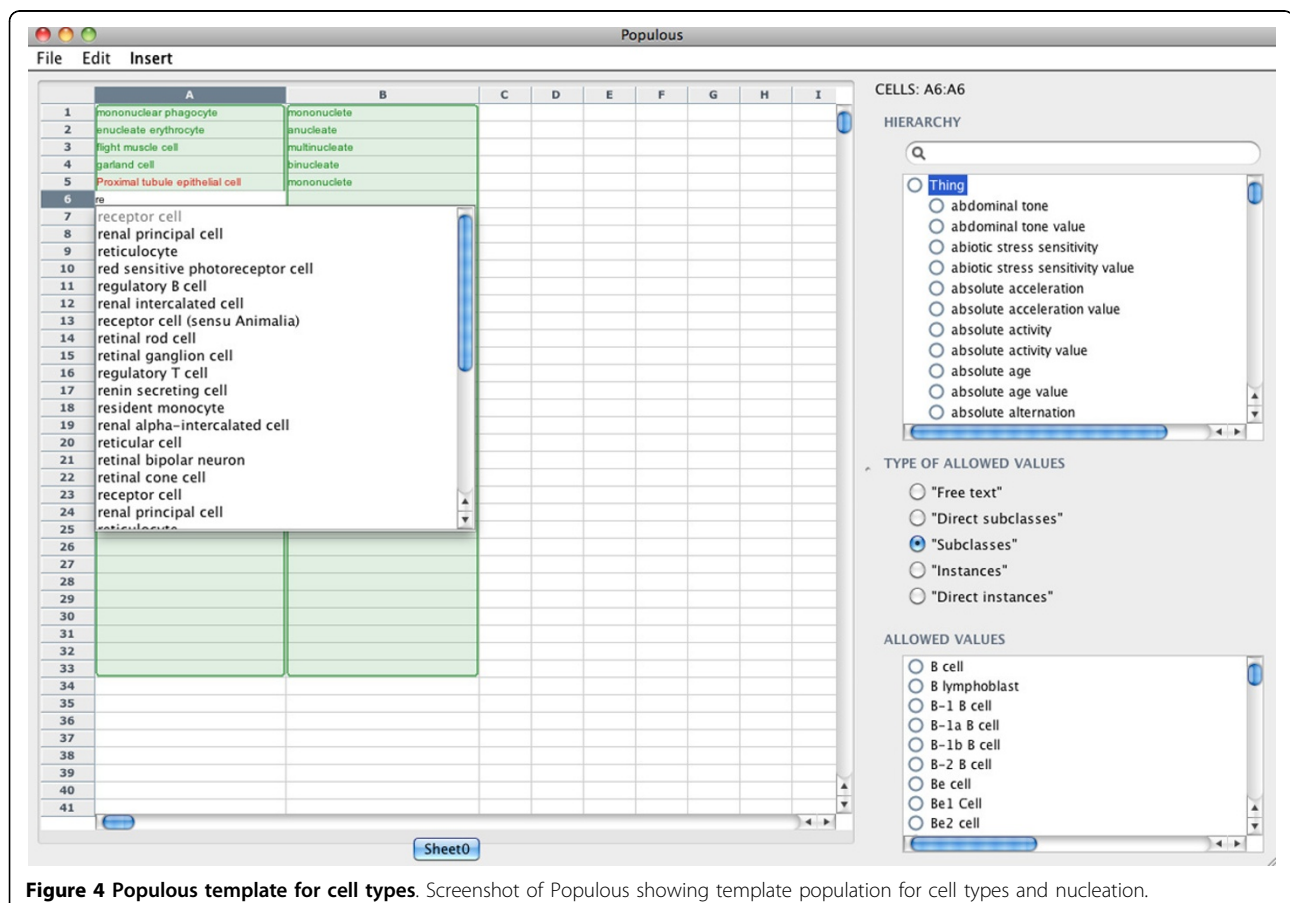 Populous
File Edit Insert
A B C D E F G H I
1 mononuclear phagocyte mononuclete
2 enucleate erythrocyte anucleate
3 flight muscle cell multinucleate
4 garland cell binucleate
5 Proximal tubule epithelial cell mononuclete
6 re
7 receptor cell
8 renal principal cell
9 reticulocyte
10 red sensitive photoreceptor cell
11 regulatory B cell
12 renal intercalated cell
13 receptor cell (sensu Animalia)
14 retinal rod cell
15 retinal ganglion cell
16 regulatory T cell
17 renin secreting cell
18 resident monocyte
19 renal alpha-intercalated cell
20 reticular cell
21 retinal bipolar neuron
22 retinal cone cell
23 receptor cell
24 renal principal cell
25 reticulocyte
26
27
28
29
30
31
32
33
34
35
36
37
38
39
40
41
Sheet0
CELLS: A6:A6
HIERARCHY
Thing
abdominal tone
abdominal tone value
abiotic stress sensitivity
abiotic stress sensitivity value
absolute acceleration
absolute acceleration value
absolute activity
absolute activity value
absolute age
absolute age value
absolute alternation
TYPE OF ALLOWED VALUES
"Free text"
"Direct subclasses"
"Subclasses"
"Instances"
"Direct instances"
ALLOWED VALUES
B cell
B lymphoblast
B-1 B cell
B-1a B cell
B-1b B cell
B-2 B cell
Be cell
Be1 Cell
Be2 cell
Figure 4 Populous template for cell types. Screenshot of Populous showing template population for cell types and nucleation.